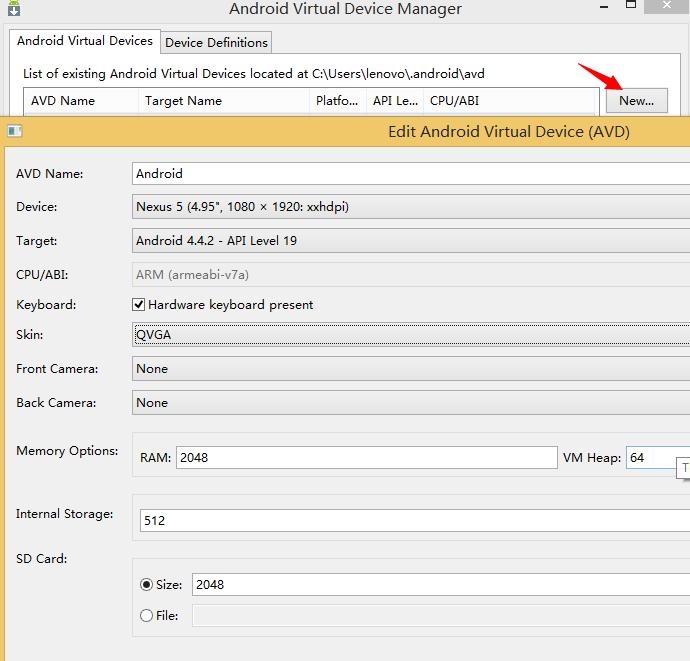 Android Virtual Device Manager
Android Virtual Devices Device Definitions
List of existing Android Virtual Devices located at C:\Users\lenovo\.android\avd
AVD Name Target Name Platfo... API Le... CPU/ABI New...
Edit Android Virtual Device (AVD)
AVD Name: Android
Device: Nexus 5 (4.95", 1080 × 1920: xxhdpi)
Target: Android 4.4.2 - API Level 19
CPU/ABI: ARM (armeabi-v7a)
Keyboard: Hardware keyboard present
Skin: QVGA
Front Camera: None
Back Camera: None
Memory Options: RAM: 2048 VM Heap: 64
T
Internal Storage: 512
SD Card:
Size: 2048
File: